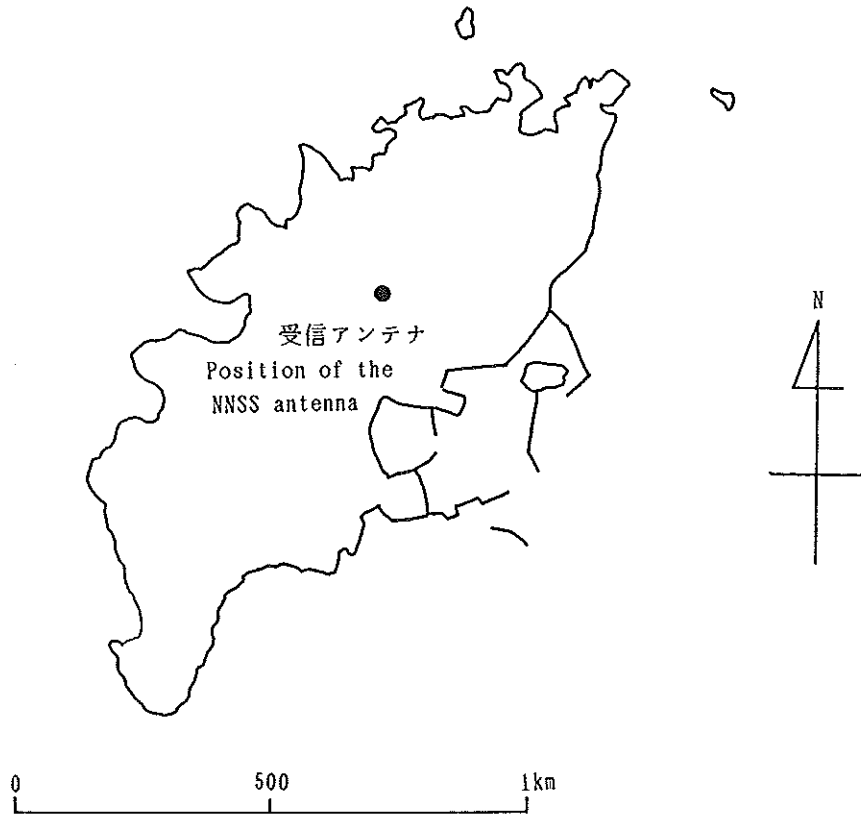 N
受信アンテナ
Position of the
NNSS antenna
0 500 1km